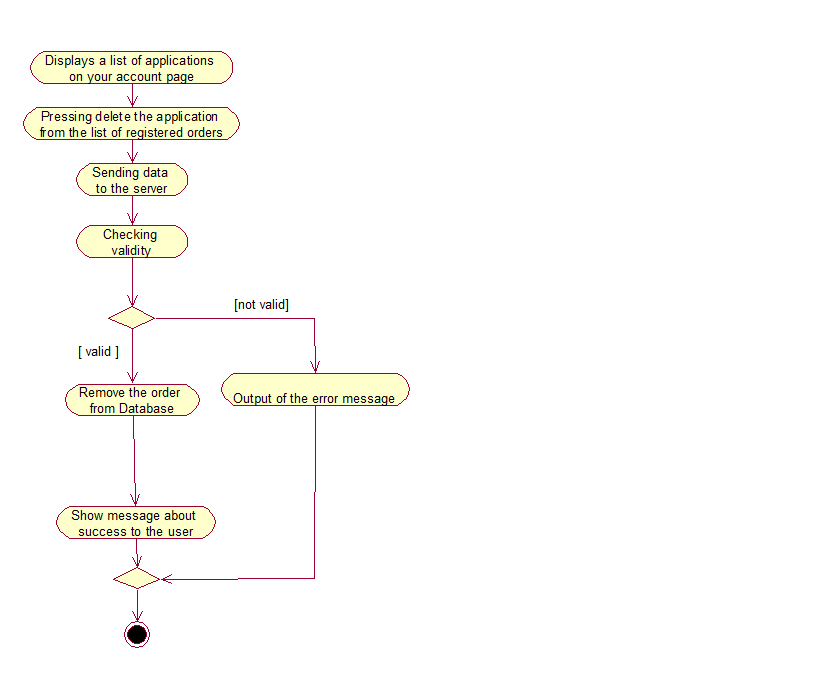 Displays a list of applications
on your account page
Pressing delete the application
from the list of registered orders
Sending data
to the server
Checking
validity
[not valid]
[ valid ]
Remove the order
from Database
Output of the error message
Show message about
success to the user